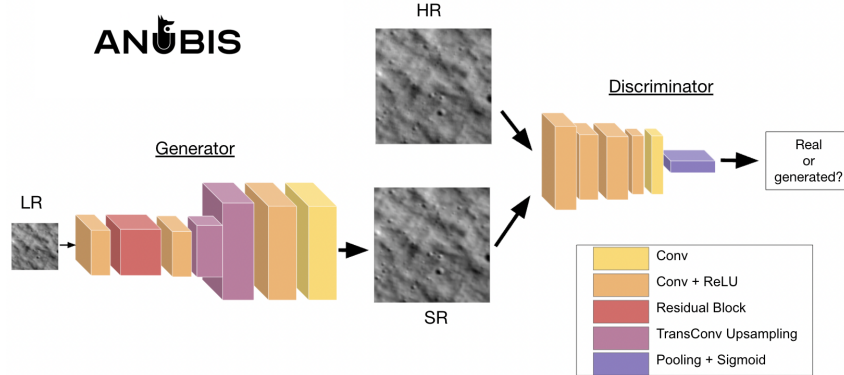 ANUBIS
HR
Discriminator
Generator
LR
Real
or
generated?
SR
Conv
Conv + ReLU
Residual Block
TransConv Upsampling
Pooling + Sigmoid